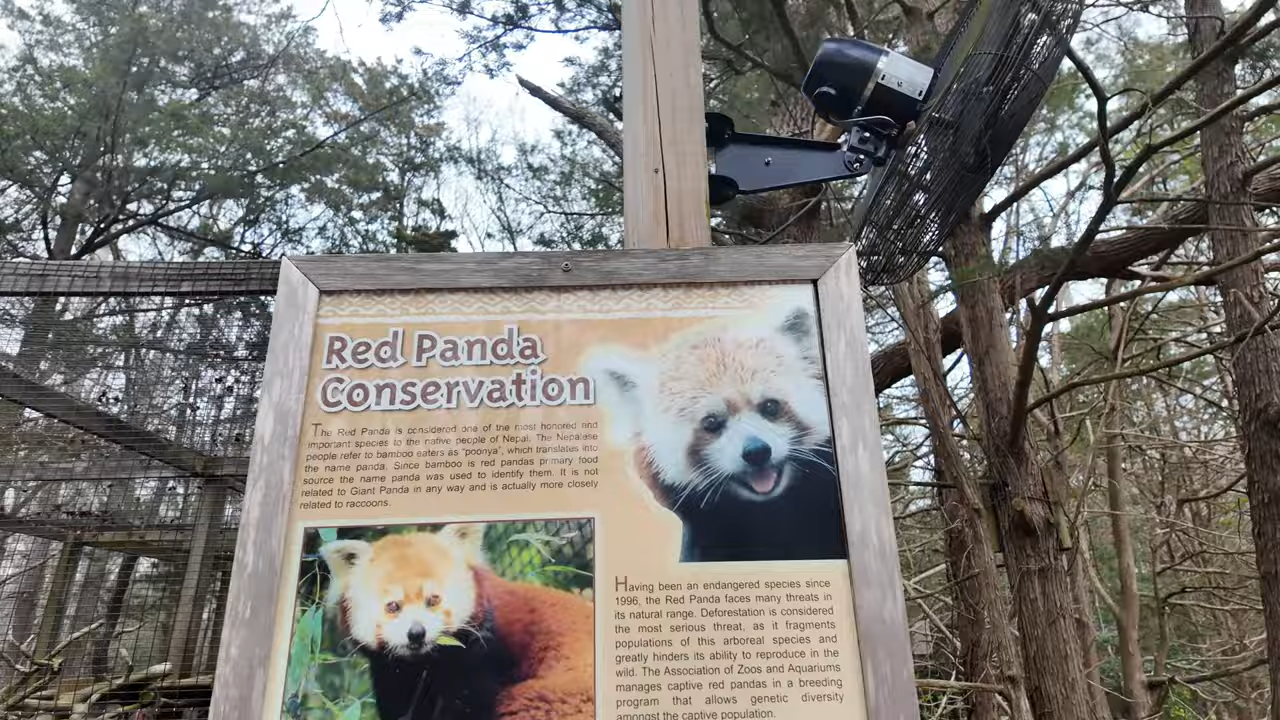 Red Panda
Conservation
The Red Panda is considered one of the most honored and
important species to the native people of Nepal. The Nepalese
people refer to bamboo eaters as “poonya”, which translates into
the name panda. Since bamboo is red pandas primary food
source the name panda was used to identify them. It is not
related to Giant Panda in any way and is actually more closely
related to raccoons.
Having been an endangered species since
1996, the Red Panda faces many threats in
its natural range. Deforestation is considered
the most serious threat, as it fragments
populations of this arboreal species and
greatly hinders its ability to reproduce in the
wild. The Association of Zoos and Aquariums
manages captive red pandas in a breeding
program that allows genetic diversity
amongst the captive population.